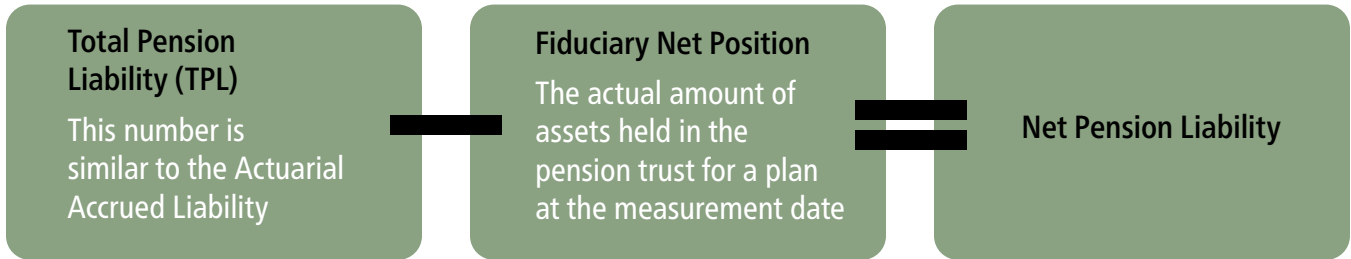 Total Pension
Liability (TPL)
This number is
similar to the Actuarial
Accrued Liability
Fiduciary Net Position
The actual amount of
assets held in the
pension trust for a plan
at the measurement date
Net Pension Liability